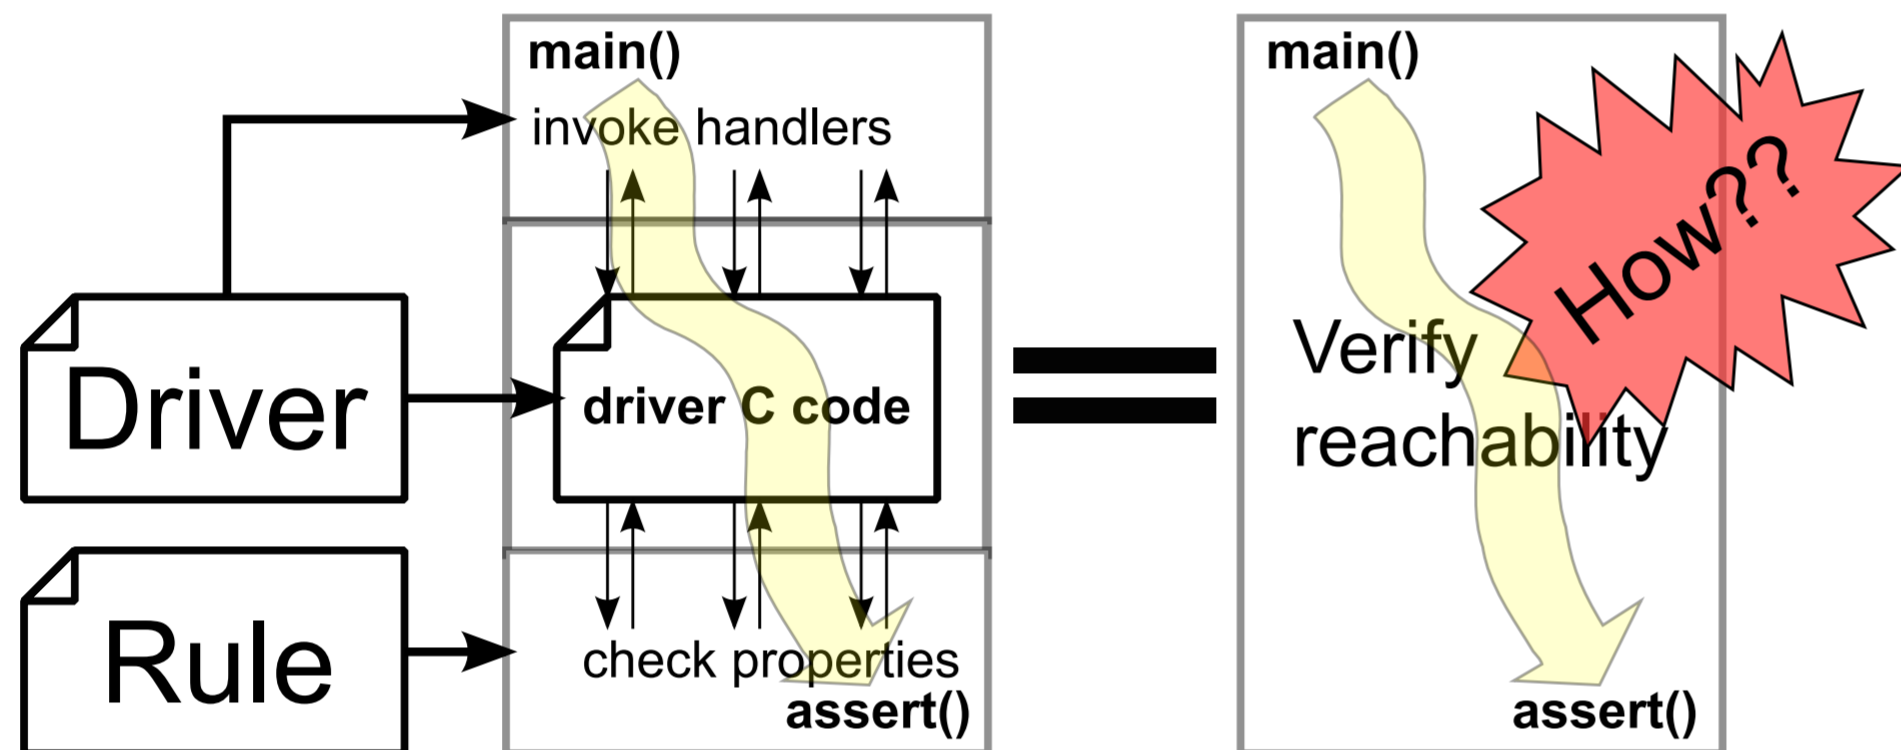 main()
invoke handlers
Driver
driver C code
Rule
check properties
assert()
main()
How??
Verify
reachability
assert()